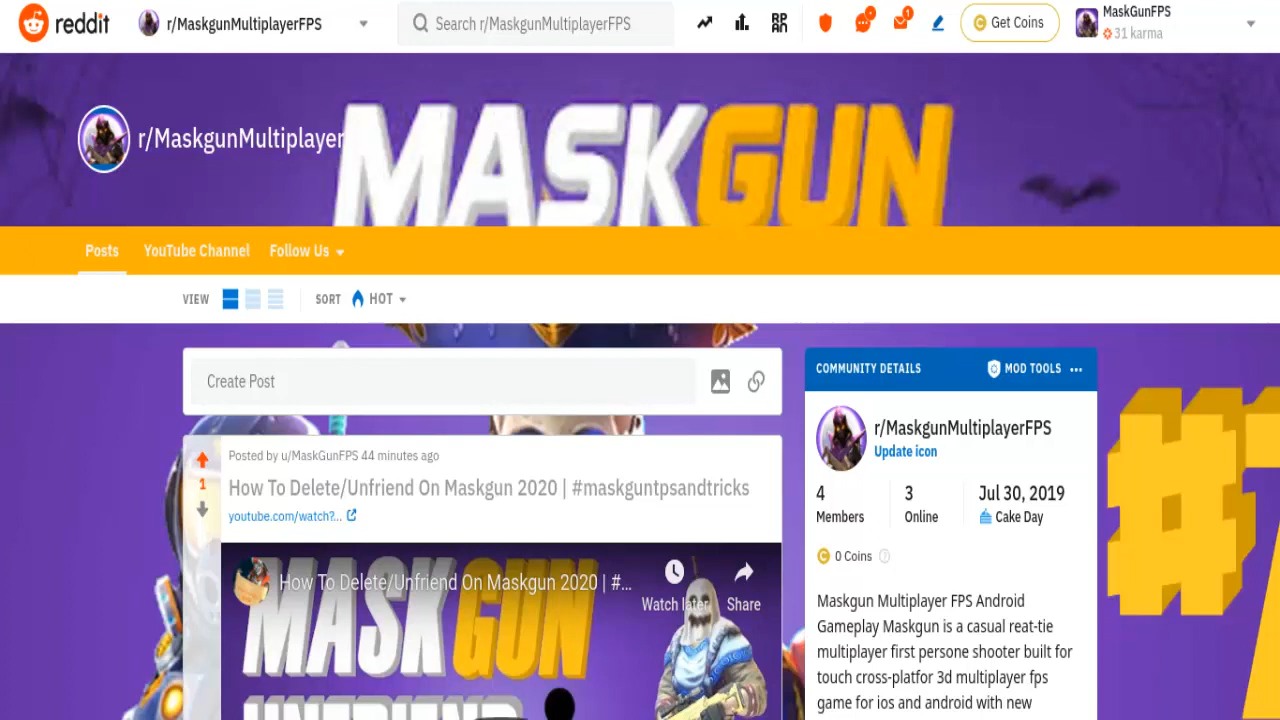 reddit
r/MaskgunMultiplayerFPS
Search r/MaskgunMultiplayerFPS
1
Get Coins
MaskGunFPS
31 karma
r/MaskgunMultiplayer
MASKGUN
Posts
YouTube Channel
Follow Us
VIEW
SORT
HOT
Create Post
Posted by u/MaskGunFPS 44 minutes ago
1
How To Delete/Unfriend On Maskgun 2020 | #maskguntpsandtricks
youtube.com/watch?...
How To Delete/Unfriend On Maskgun 2020 | #...
Watch later
Share
MASK GUN
UNFRIEND
COMMUNITY DETAILS
MOD TOOLS
r/MaskgunMultiplayerFPS
Update icon
4
Members
3
Online
Jul 30, 2019
Cake Day
0 Coins
Maskgun Multiplayer FPS Android
Gameplay Maskgun is a casual reat-tie
multiplayer first persone shooter built for
touch cross-platfor 3d multiplayer fps
game for ios and android with new
#